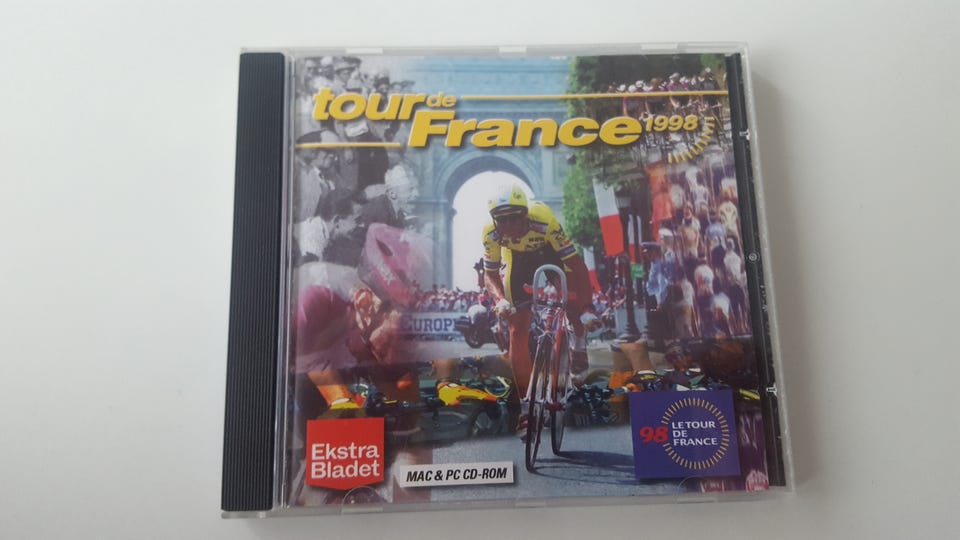 tour de
France 1998
EUROP
Ekstra
Bladet
MAC & PC CD-ROM
98
LE TOUR
DE
FRANCE